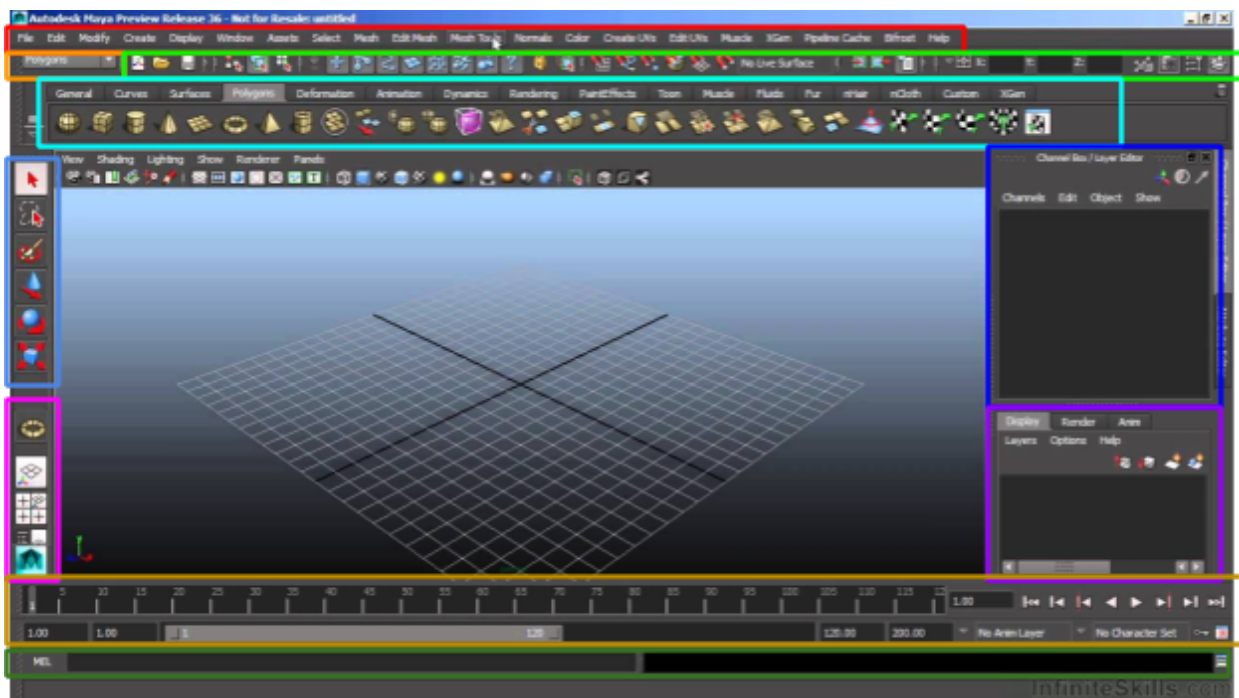 Autodesk Maya Preview Release 36 - Not for Resale: untitled
File Edit Modify Create Display Window Assets Select Mesh Edit Mesh Mesh Tools Normals Color Create UVs Edit UVs Muscle XGen Pipeline Cache Bifrost Help
Polygons No Live Surface X: Y: Z:
General Curves Surfaces Polygons Deformation Animation Dynamics Rendering PaintEffects Toon Muscle Fluids Fur nHair nCloth Custom XGen
View Shading Lighting Show Renderer Panels
Channel Box / Layer Editor
Channels Edit Object Show
Display Render Anim
Layers Options Help
5 10 15 20 25 30 35 40 45 50 55 60 65 70 75 80 85 90 95 100 105 110 115 12
1 1.00
1.00 1.00 1 120 120.00 200.00 No Anim Layer No Character Set
MEL
InfiniteSkills.com